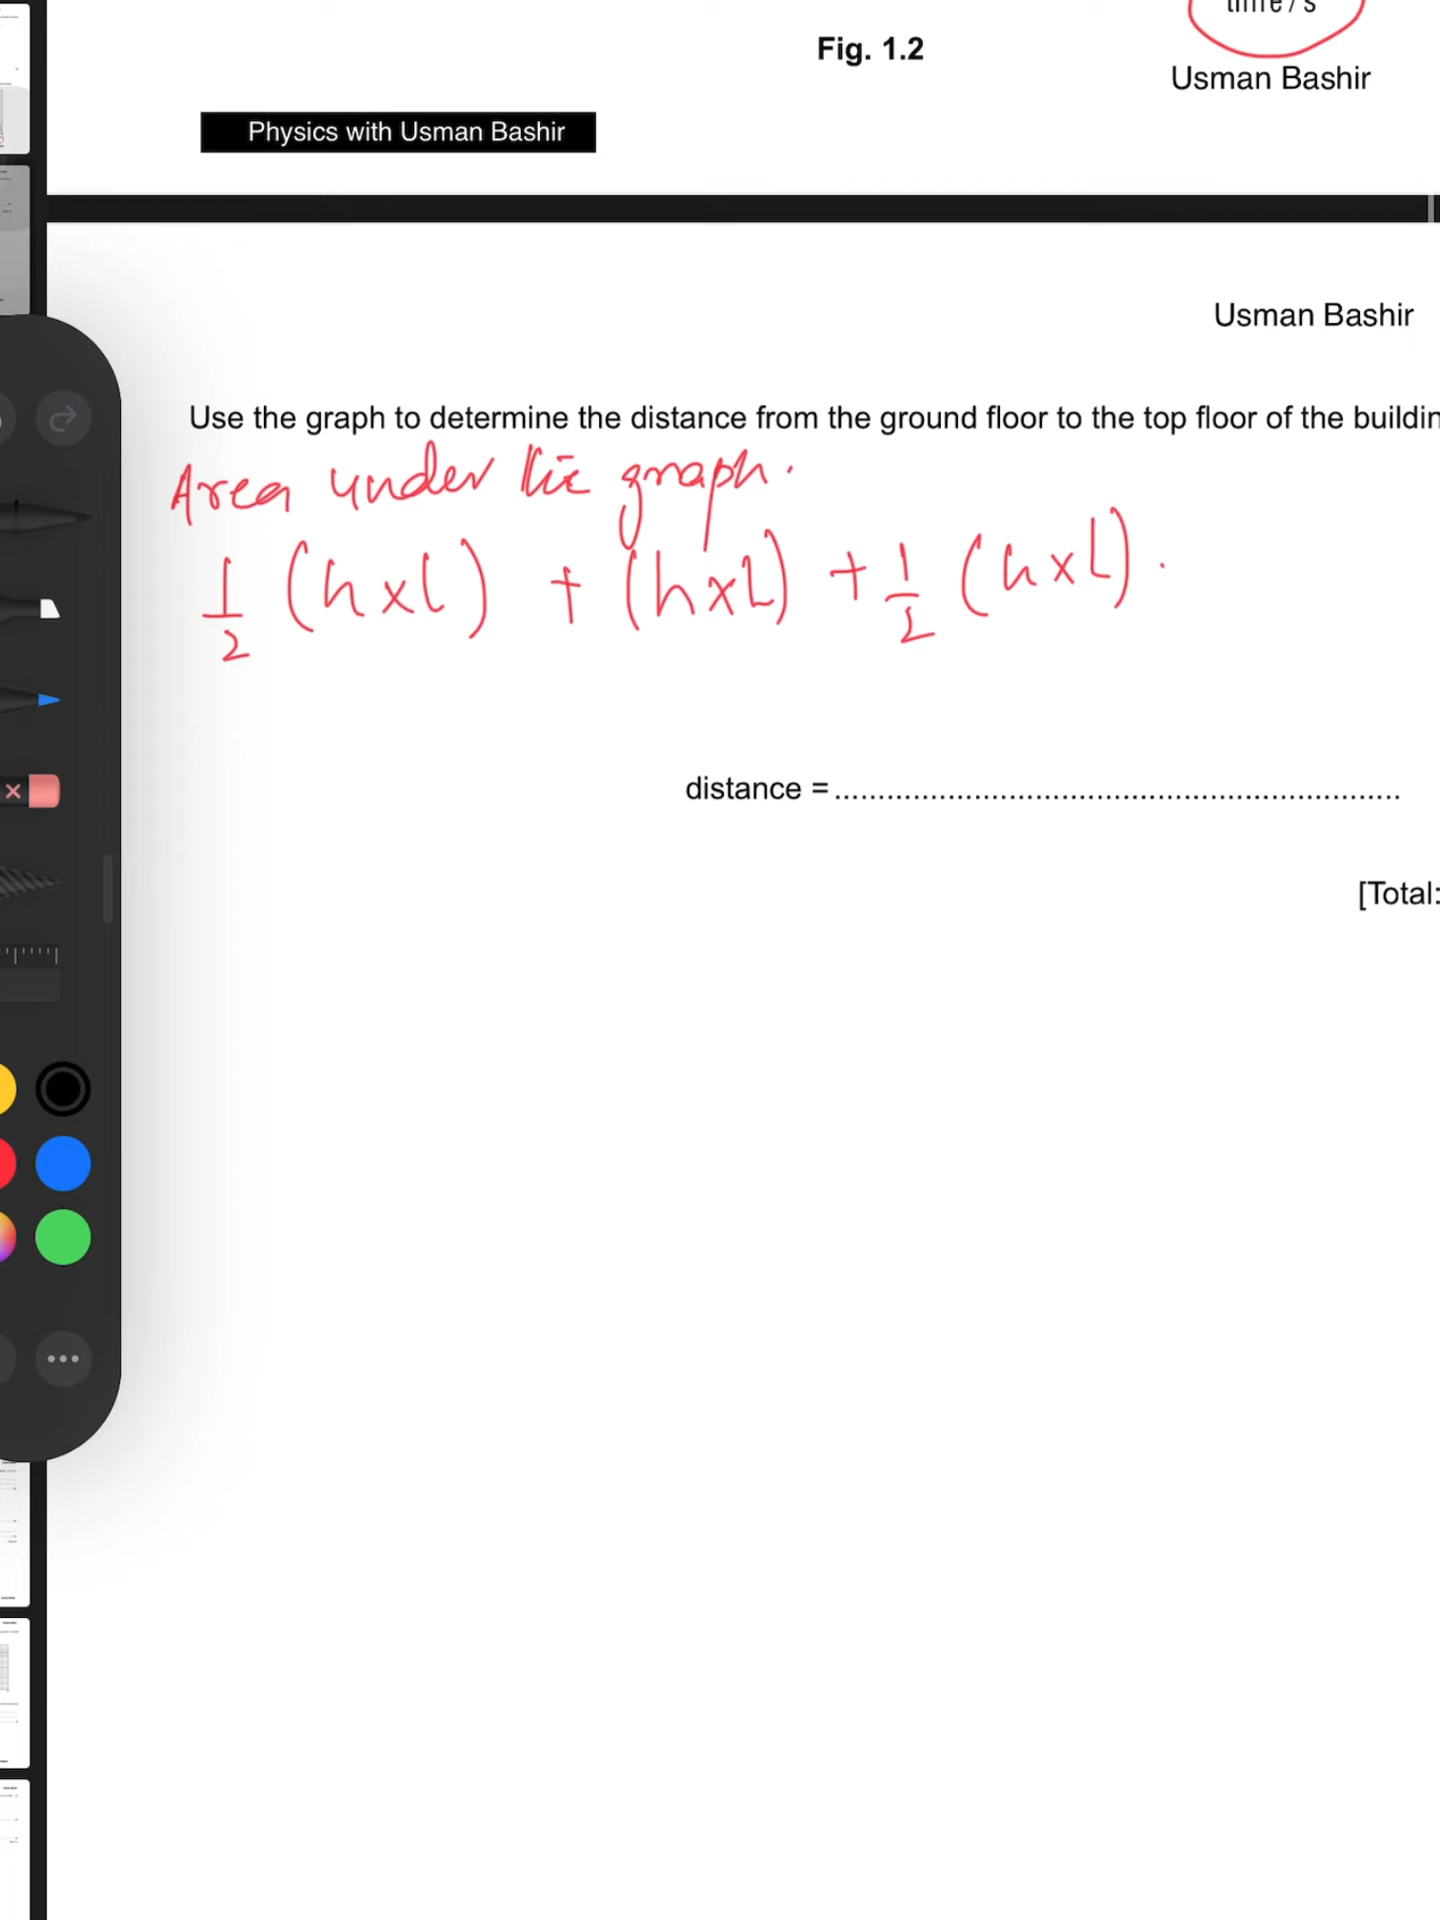 time / s
Fig. 1.2
Usman Bashir
Physics with Usman Bashir
Usman Bashir
Use the graph to determine the distance from the ground floor to the top floor of the buildin
Area under the graph.
1/2 (h×l) + (h×L) + 1/2 (h×L).
distance = ..................................................................
[Total: